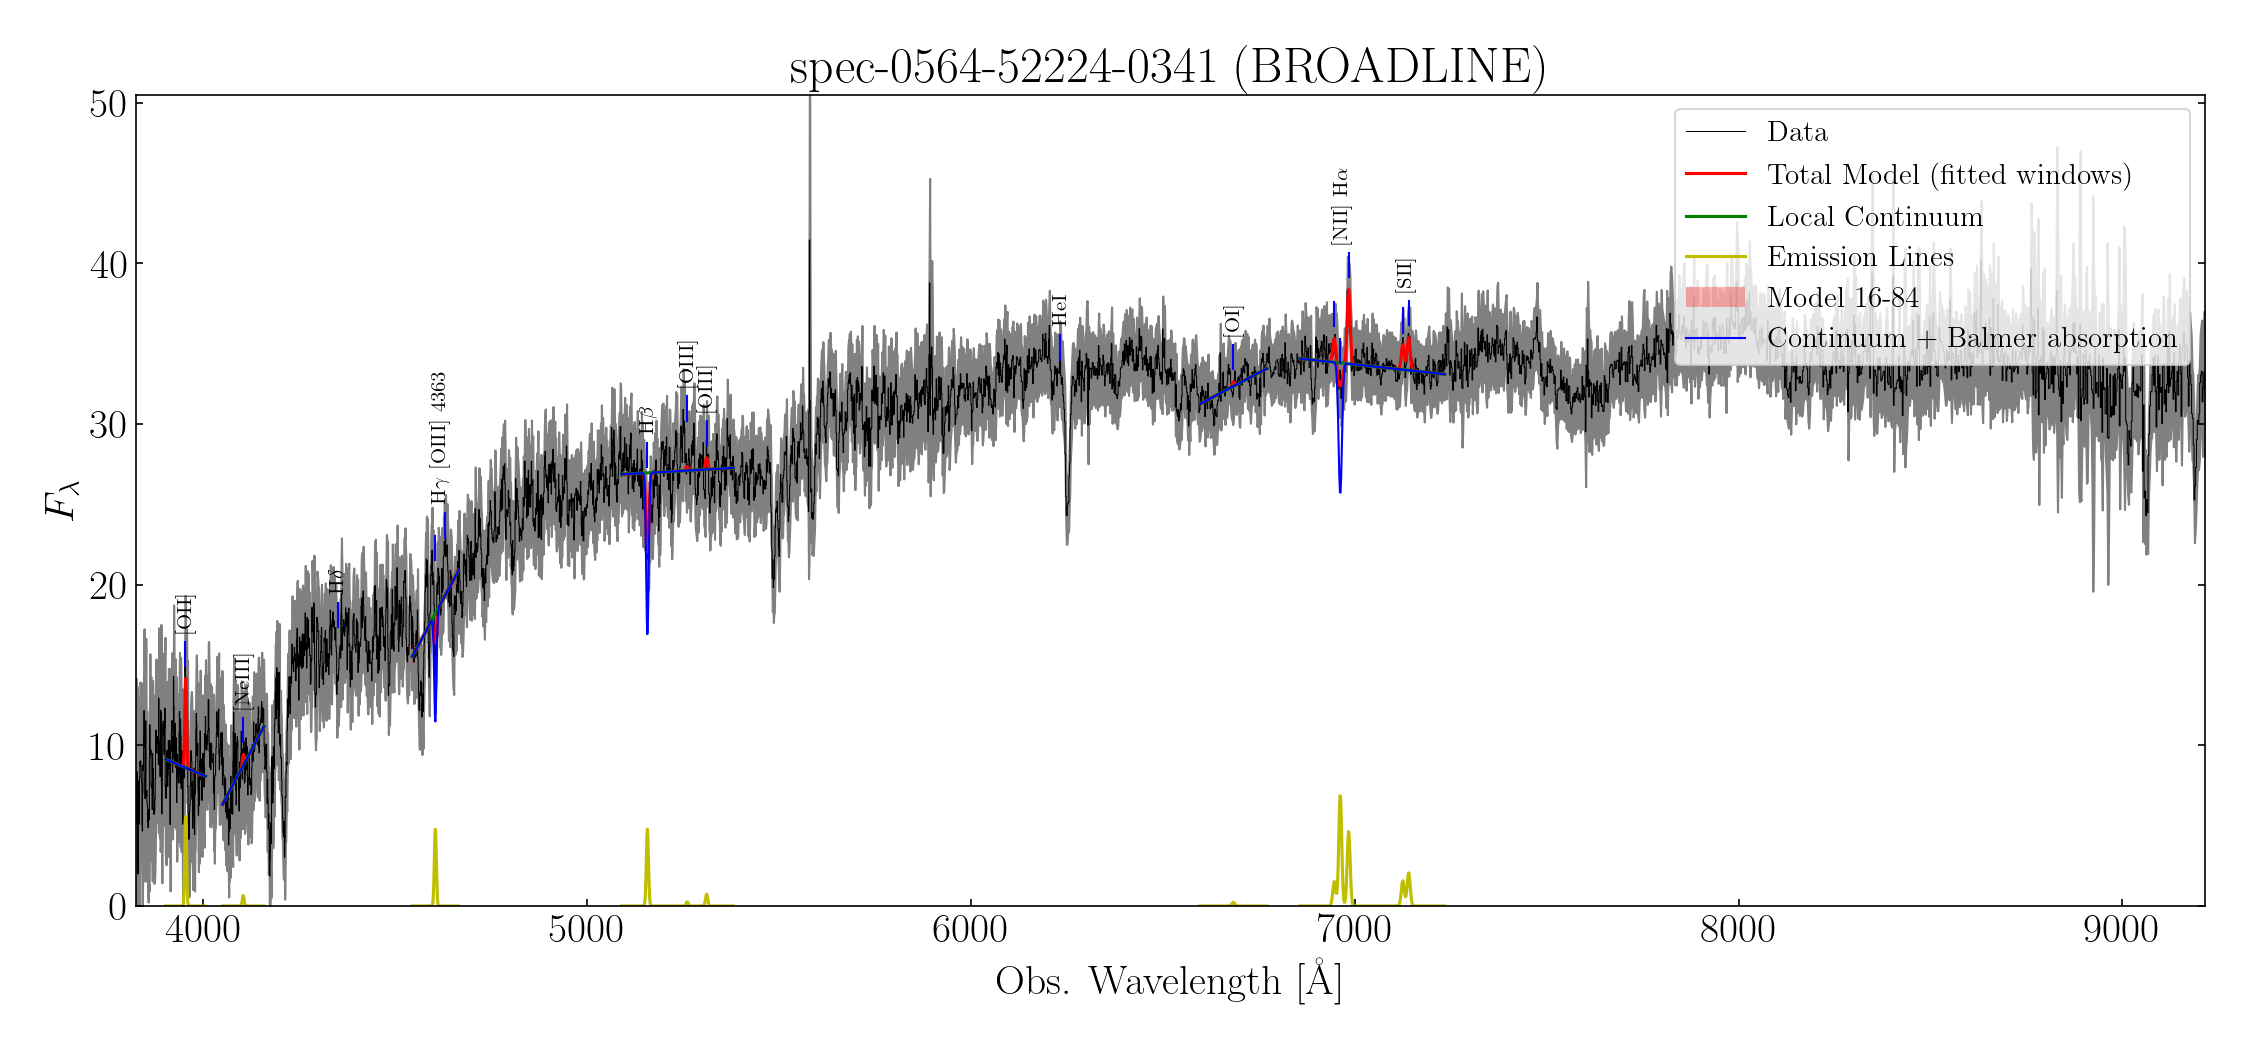 spec-0564-52224-0341 (BROADLINE)
Data
Total Model (fitted windows)
Local Continuum
Emission Lines
Model 16-84
Continuum + Balmer absorption
[OII]
[NeIII]
Hδ
Hγ [OIII] 4363
Hβ
[OIII]
[OIII]
HeI
[OI]
[NII] Hα
[SII]
50
40
30
20
10
0
Fλ
4000 5000 6000 7000 8000 9000
Obs. Wavelength [Å]